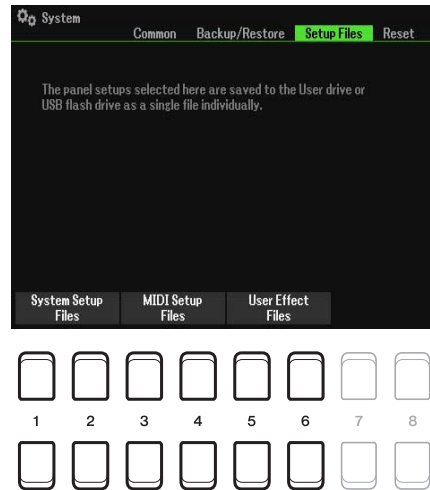 System
Common Backup/Restore Setup Files Reset
The panel setups selected here are saved to the User drive or
USB flash drive as a single file individually.
System Setup MIDI Setup User Effect
Files Files Files
1 2 3 4 5 6 7 8